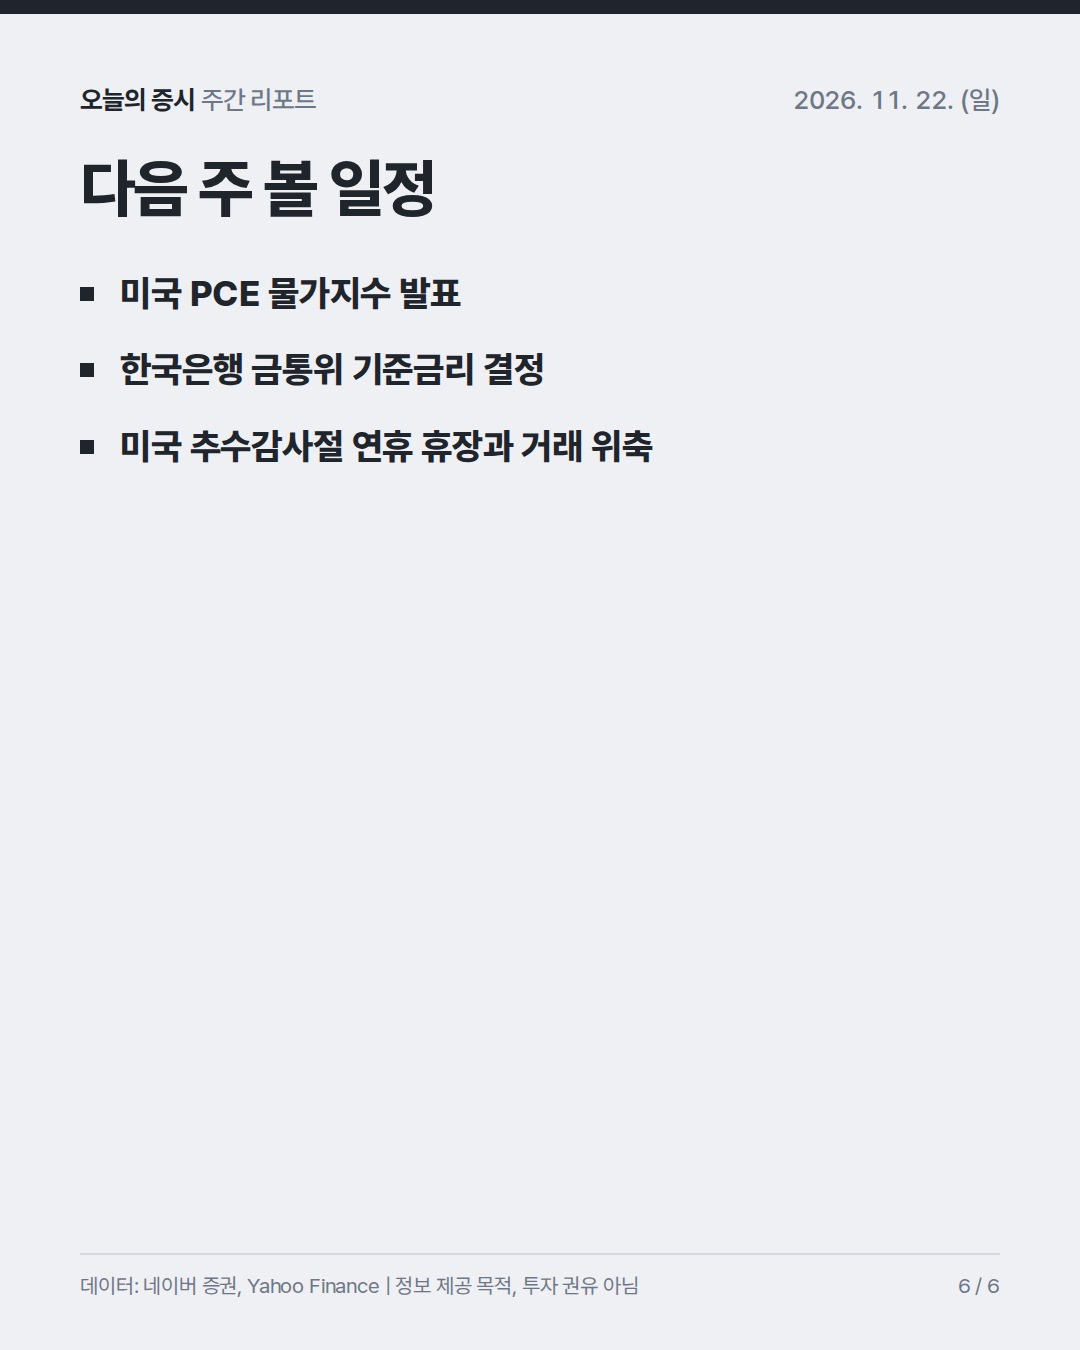 오늘의 증시 주간 리포트
2026. 11. 22. (일)
다음 주 볼 일정
미국 PCE 물가지수 발표
한국은행 금통위 기준금리 결정
미국 추수감사절 연휴 휴장과 거래 위축
데이터: 네이버 증권, Yahoo Finance | 정보 제공 목적, 투자 권유 아님
6 / 6